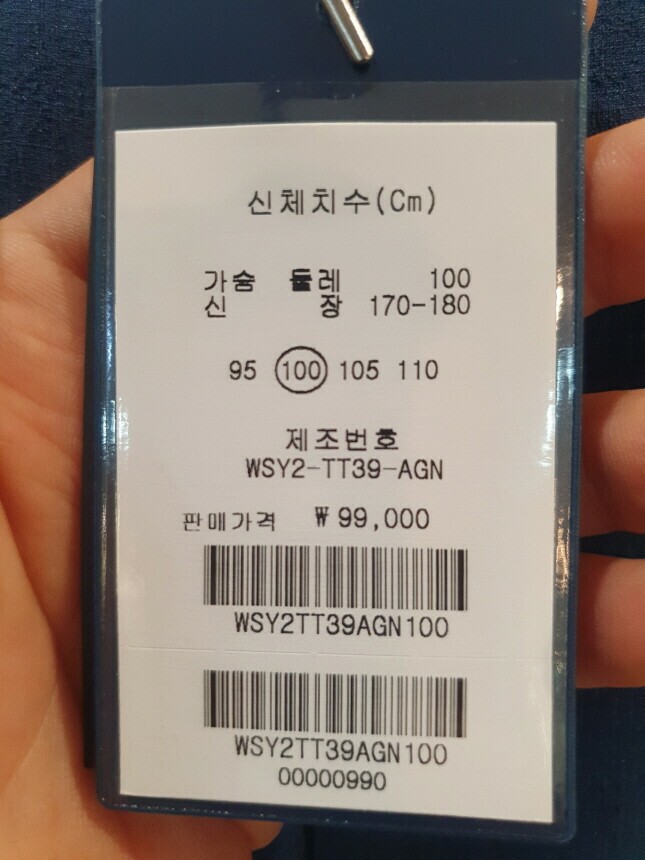 신체치수(Cm)
가슴 둘레 100
신 장 170-180
95 100 105 110
제조번호
WSY2-TT39-AGN
판매가격 ₩99,000
WSY2TT39AGN100
WSY2TT39AGN100
00000990